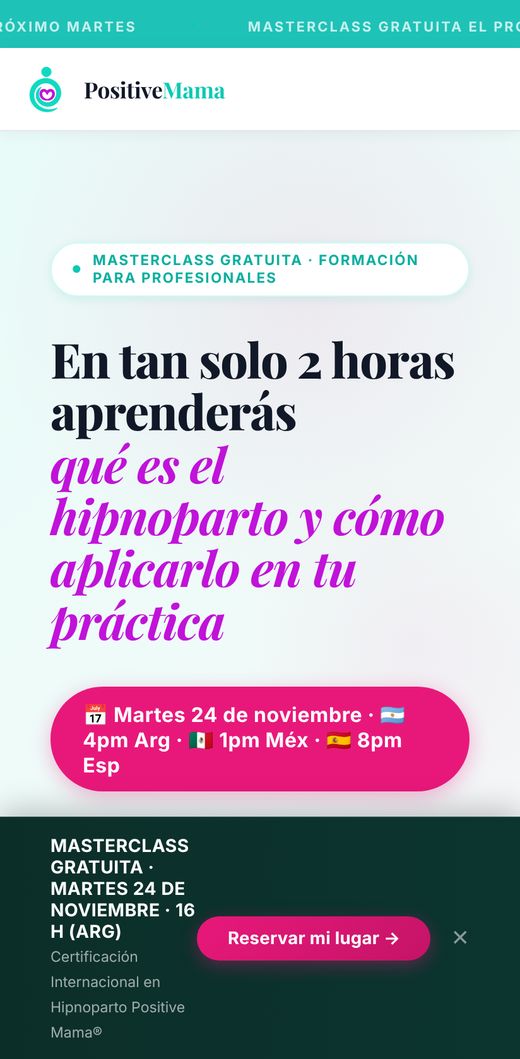 RÓXIMO MARTES · MASTERCLASS GRATUITA EL
PositiveMama
MASTERCLASS GRATUITA · FORMACIÓN
PARA PROFESIONALES
En tan solo 2 horas
aprenderás
qué es el
hipnoparto y cómo
aplicarlo en tu
práctica
📅 Martes 24 de noviembre · 🇦🇷
4pm Arg · 🇲🇽 1pm Méx · 🇪🇸 8pm
Esp
MASTERCLASS
GRATUITA ·
MARTES 24 DE
NOVIEMBRE · 16
H (ARG)
Certificación
Internacional en
Hipnoparto Positive
Mama®
Reservar mi lugar →
✕